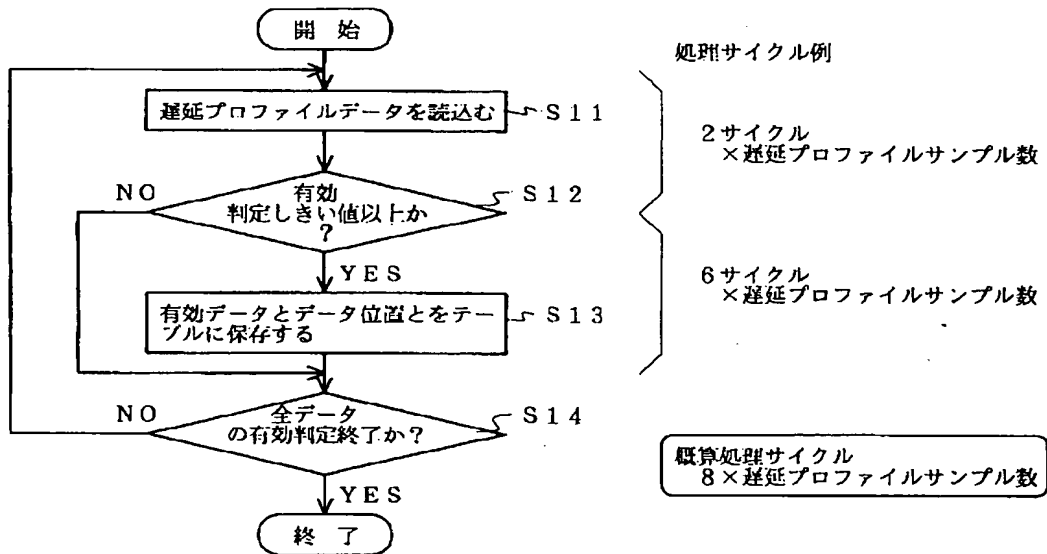 開 始
処理サイクル例
遅延プロファイルデータを読込む
S11
2サイクル
×遅延プロファイルサンプル数
NO
有効
判定しきい値以上か
?
S12
YES
6サイクル
×遅延プロファイルサンプル数
有効データとデータ位置とをテー
ブルに保存する
S13
NO
全データ
の有効判定終了か?
S14
概算処理サイクル
8×遅延プロファイルサンプル数
YES
終 了